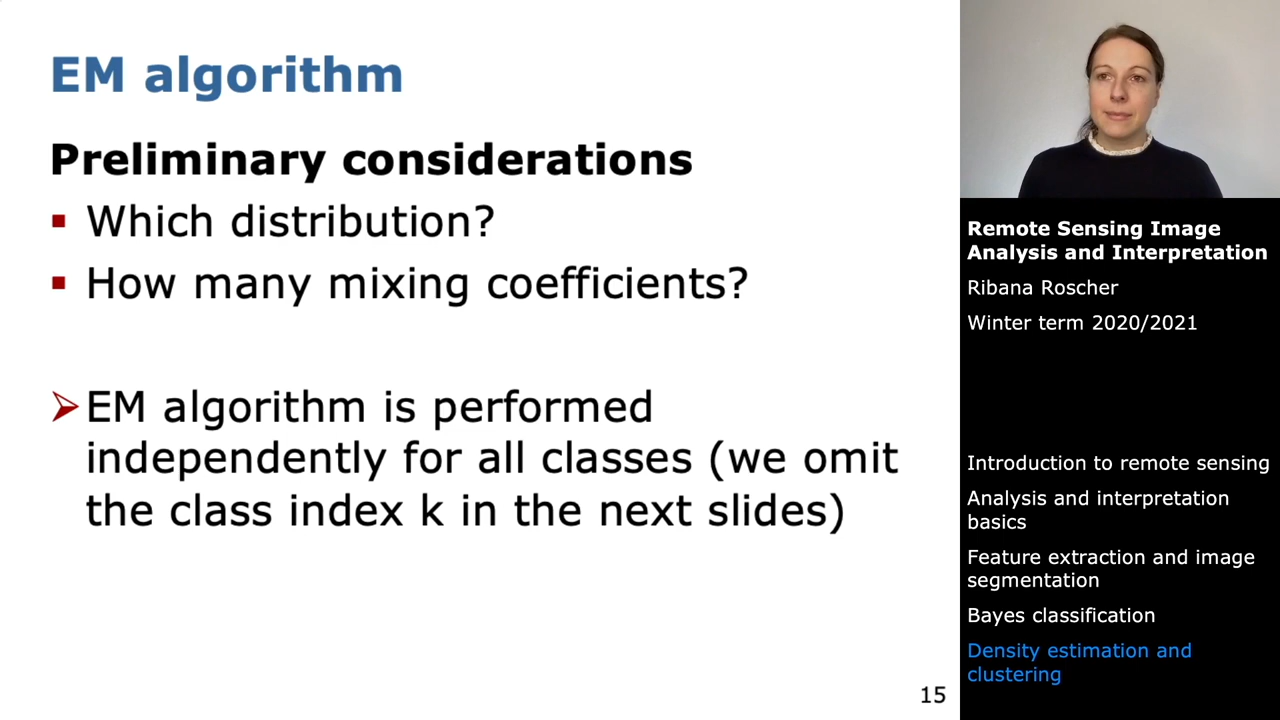 EM algorithm
Preliminary considerations
▪ Which distribution?
▪ How many mixing coefficients?
➢ EM algorithm is performed
independently for all classes (we omit
the class index k in the next slides)
15
Remote Sensing Image
Analysis and Interpretation
Ribana Roscher
Winter term 2020/2021
Introduction to remote sensing
Analysis and interpretation
basics
Feature extraction and image
segmentation
Bayes classification
Density estimation and
clustering